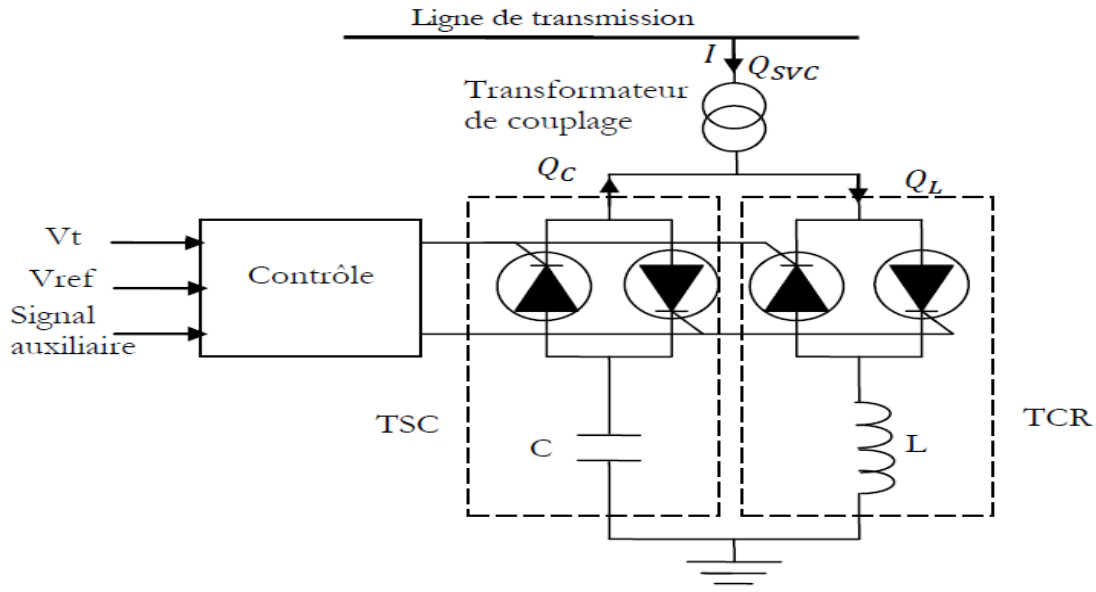 Ligne de transmission
I
Q_SVC
Transformateur
de couplage
Q_C
Q_L
Vt
Vref
Signal
auxiliaire
Contrôle
TSC
C
L
TCR